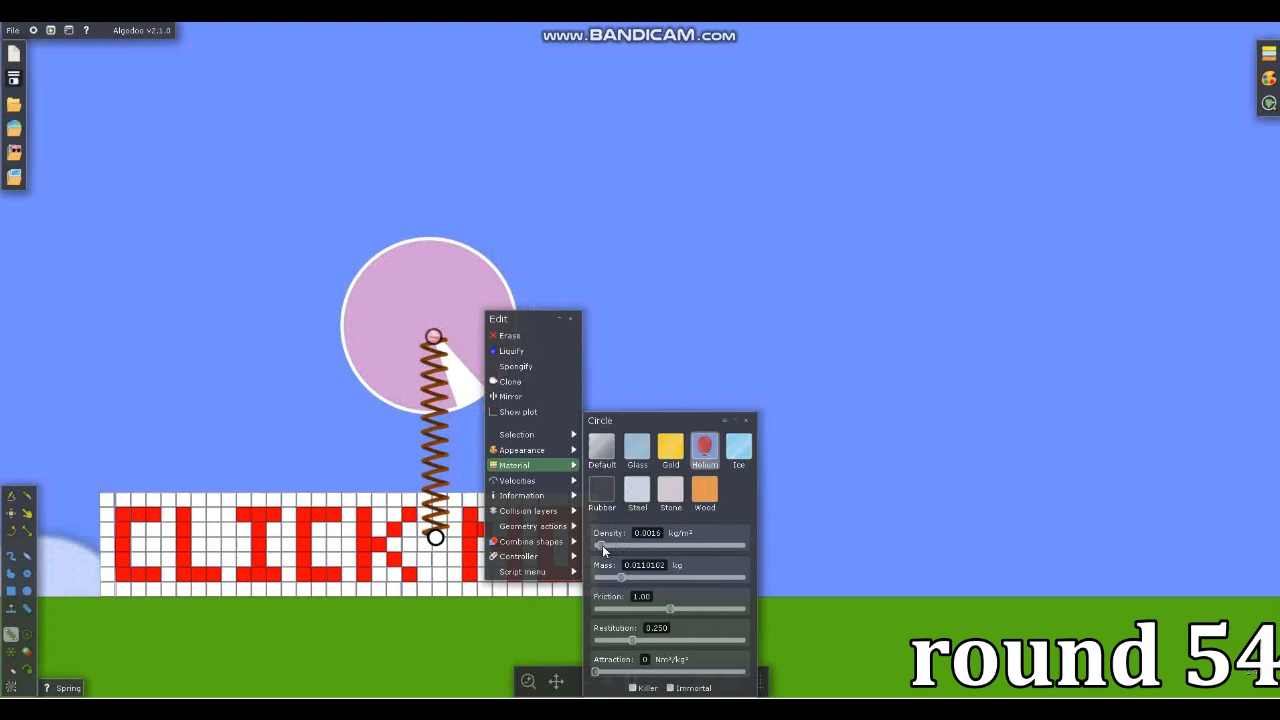 File ? Algodoo v2.1.0
www.BANDICAM.com
Edit
Erase
Liquify
Spongify
Clone
Mirror
Show plot
Selection
Appearance
Material
Velocities
Information
Collision layers
Geometry actions
Combine shapes
Controller
Script menu
Circle
Default Glass Gold Helium Ice
Rubber Steel Stone Wood
Density: 0.0016 kg/m²
Mass: 0.0110102 kg
Friction: 1.00
Restitution: 0.250
Attraction: 0 Nm²/kg²
Killer Immortal
CLICK
? Spring
round 54